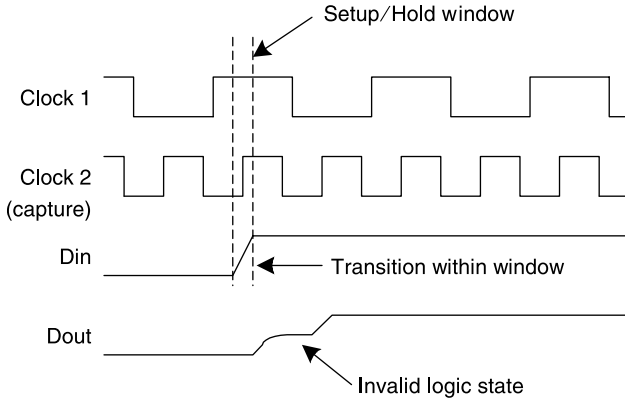 Setup/Hold window
Clock 1
Clock 2
(capture)
Din
Transition within window
Dout
Invalid logic state